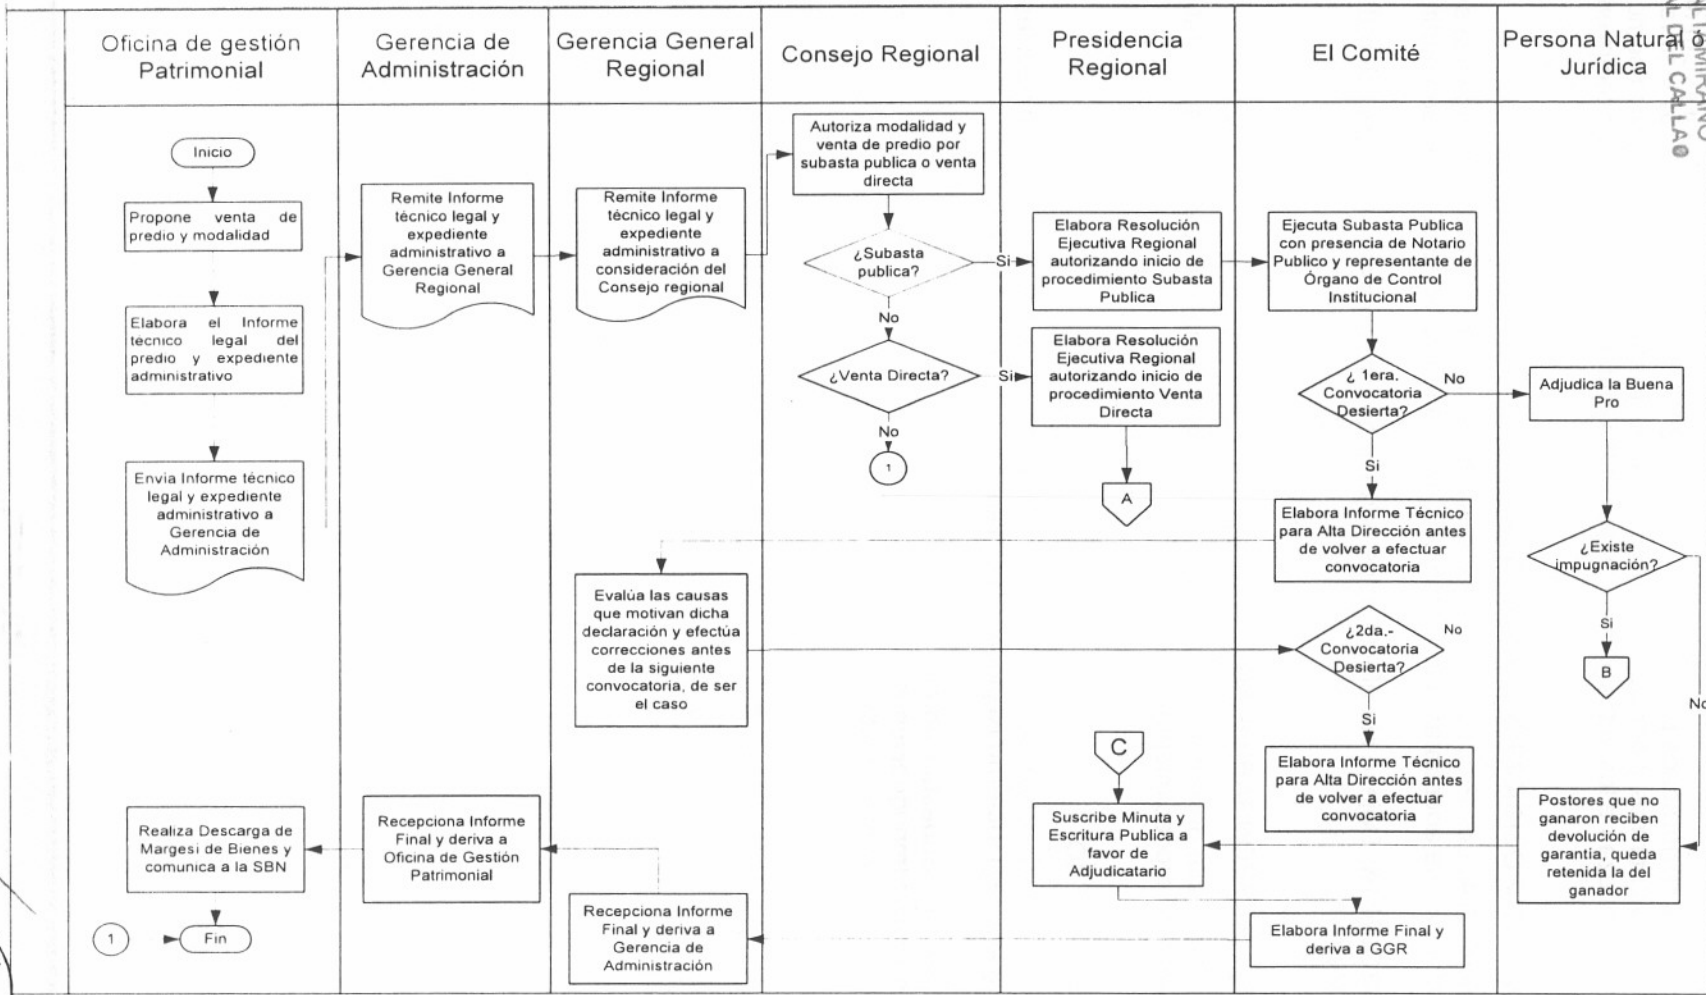 Oficina de gestión
Patrimonial
Gerencia de
Administración
Gerencia General
Regional
Consejo Regional
Presidencia
Regional
El Comité
Persona Natural ó
Jurídica
DEL CALLAO
Inicio
Propone venta de
predio y modalidad
Elabora el Informe
técnico legal del
predio y expediente
administrativo
Envia Informe técnico
legal y expediente
administrativo a
Gerencia de
Administración
Remite Informe
técnico legal y
expediente
administrativo a
Gerencia General
Regional
Remite Informe
técnico legal y
expediente
administrativo a
consideración del
Consejo regional
Autoriza modalidad y
venta de predio por
subasta publica o venta
directa
¿Subasta
publica?
Si
No
¿Venta Directa?
Si
No
1
Elabora Resolución
Ejecutiva Regional
autorizando inicio de
procedimiento Subasta
Publica
Elabora Resolución
Ejecutiva Regional
autorizando inicio de
procedimiento Venta
Directa
A
Ejecuta Subasta Publica
con presencia de Notario
Publico y representante de
Órgano de Control
Institucional
¿ 1era.
Convocatoria
Desierta?
No
Si
Adjudica la Buena
Pro
Elabora Informe Técnico
para Alta Dirección antes
de volver a efectuar
convocatoria
¿Existe
impugnación?
Si
B
No
Evalúa las causas
que motivan dicha
declaración y efectúa
correcciones antes
de la siguiente
convocatoria, de ser
el caso
¿2da.-
Convocatoria
Desierta?
No
Si
Elabora Informe Técnico
para Alta Dirección antes
de volver a efectuar
convocatoria
C
Postores que no
ganaron reciben
devolución de
garantía, queda
retenida la del
ganador
Suscribe Minuta y
Escritura Publica a
favor de
Adjudicatario
Elabora Informe Final y
deriva a GGR
Recepciona Informe
Final y deriva a
Gerencia de
Administración
Recepciona Informe
Final y deriva a
Oficina de Gestión
Patrimonial
Realiza Descarga de
Margesi de Bienes y
comunica a la SBN
1
Fin